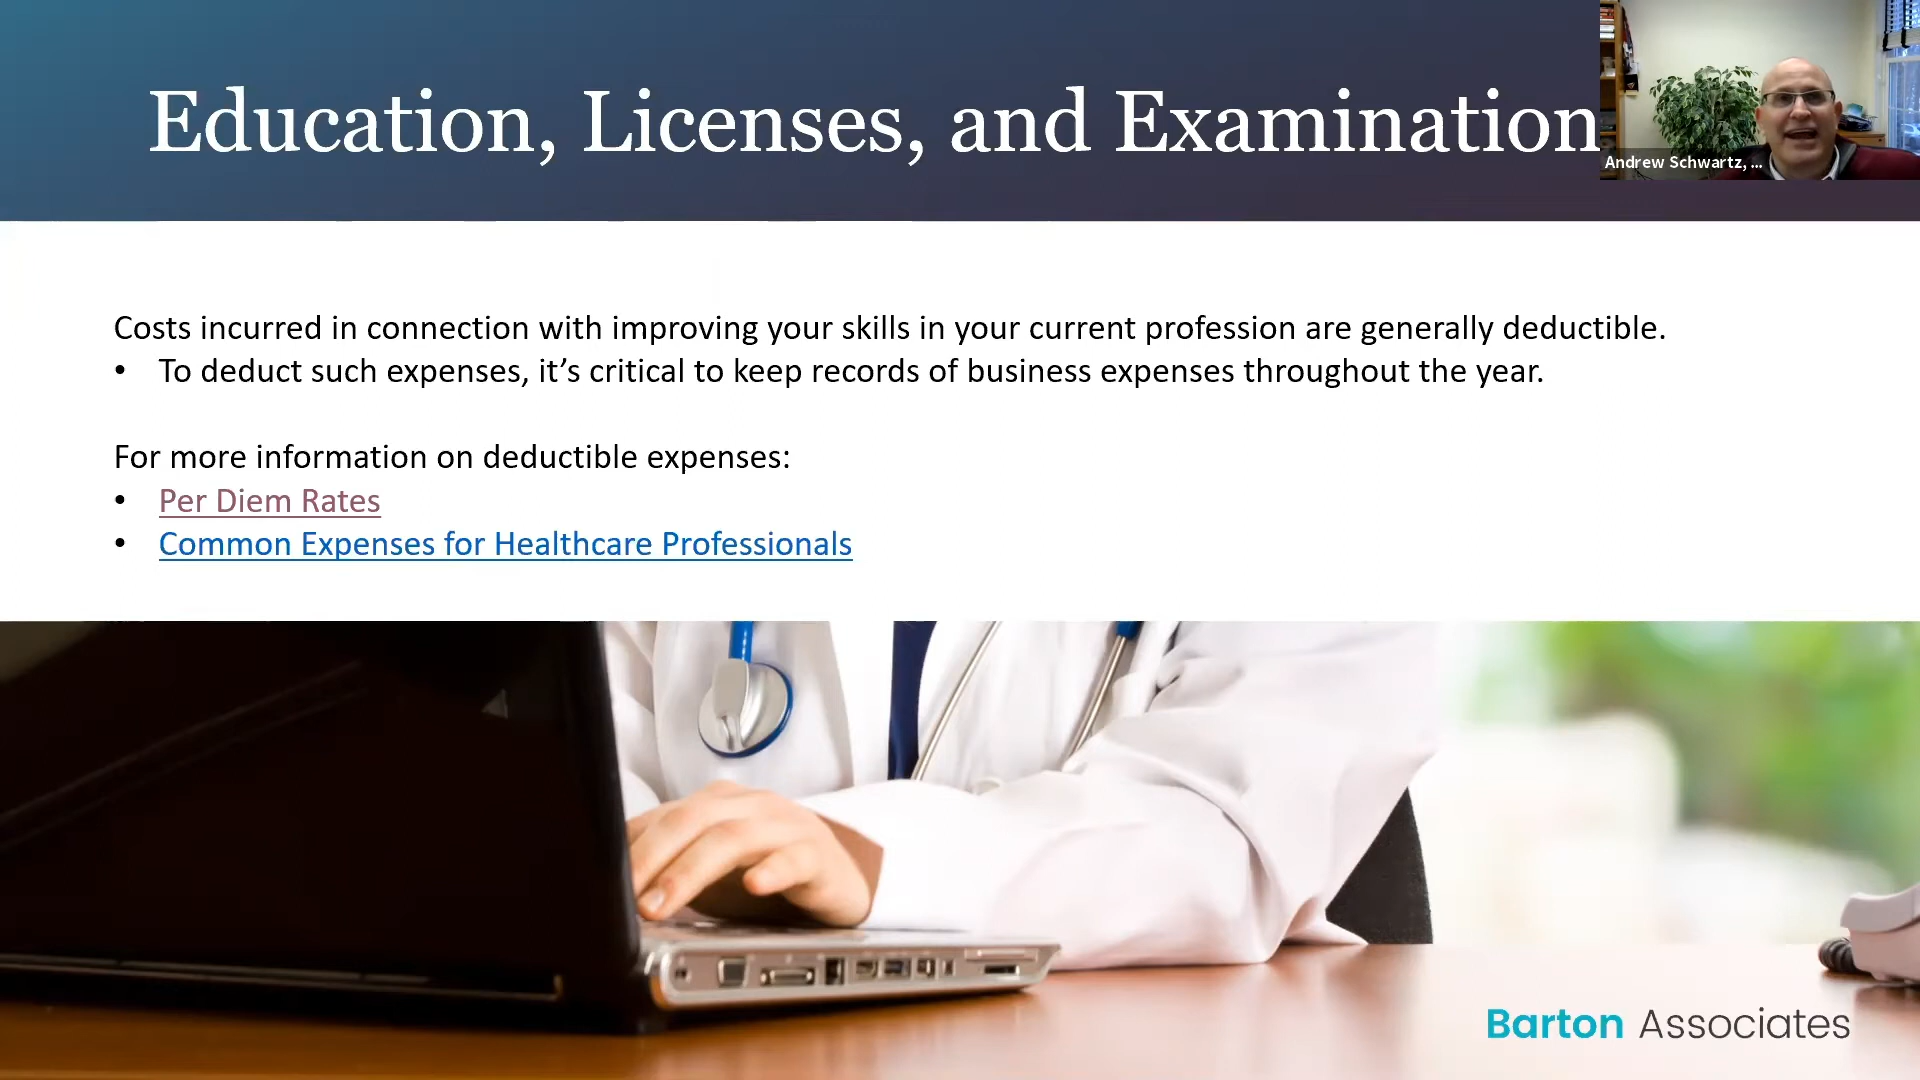 Education, Licenses, and Examination
Andrew Schwartz, ...
Costs incurred in connection with improving your skills in your current profession are generally deductible.
• To deduct such expenses, it’s critical to keep records of business expenses throughout the year.
For more information on deductible expenses:
• Per Diem Rates
• Common Expenses for Healthcare Professionals
Barton Associates